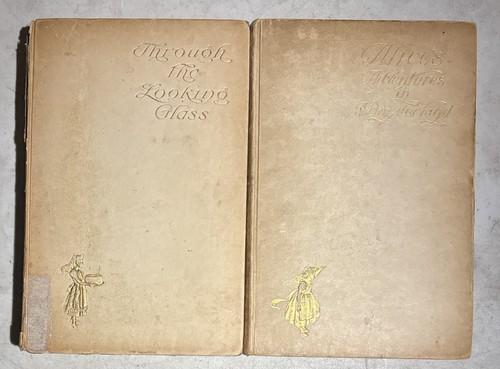 Through
the
Looking
Glass
Alice's
Adventures
in
Wonderland